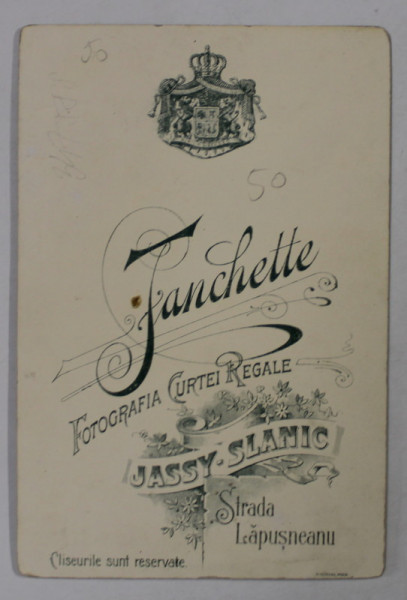 50
50
Fanchette
FOTOGRAFIA CURTEI REGALE
JASSY-SLANIC
Strada
Lăpușneanu
Cliseurile sunt reservate.